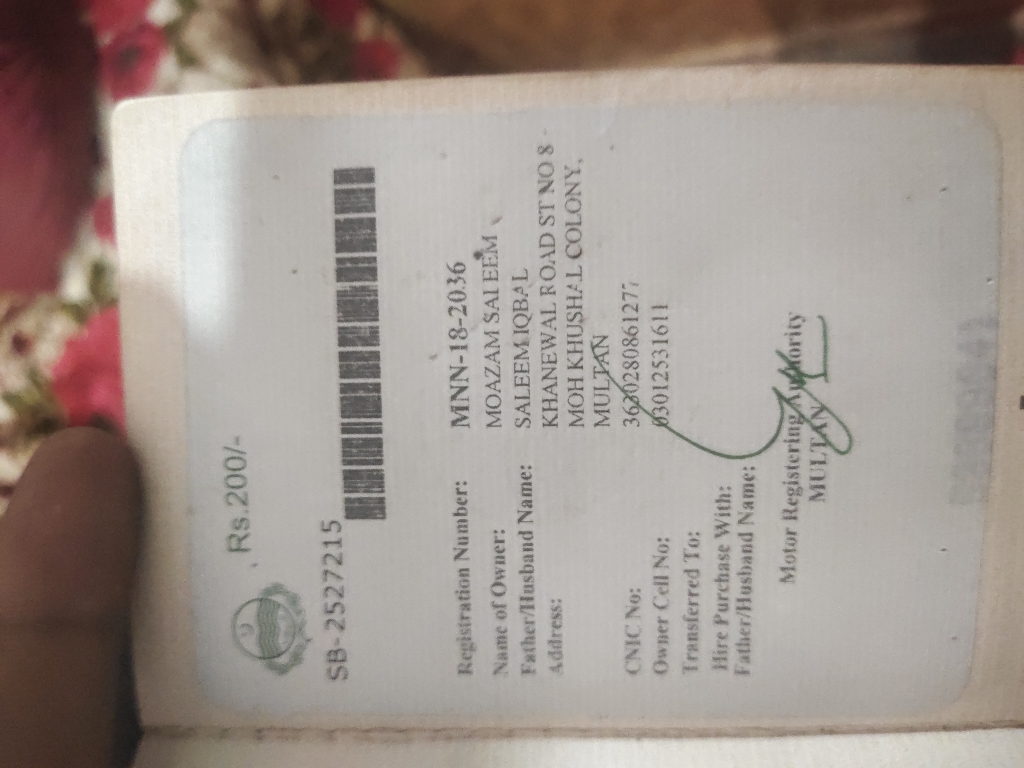 Rs.200/-
SB-2527215
Registration Number: MNN-18-2036
Name of Owner: MOAZAM SALEEM
Father/Husband Name: SALEEM IQBAL
Address: KHANEWAL ROAD ST NO 8
MOH KHUSHAL COLONY,
MULTAN
CNIC No: 3630280861277
Owner Cell No: 03012531611
Transferred To:
Hire Purchase With:
Father/Husband Name:
Motor Registering Authority
MULTAN